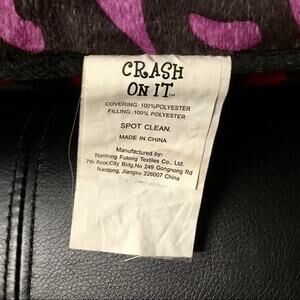 CRASH
ON IT™
COVERING: 100%POLYESTER
FILLING :100% POLYESTER
SPOT CLEAN.
MADE IN CHINA
Manufactured by:
Nantong Futong Textiles Co., Ltd.
7th floor,City Bldg,No 249 Gongnong Rd
Nantong, Jiangsu 226007 China